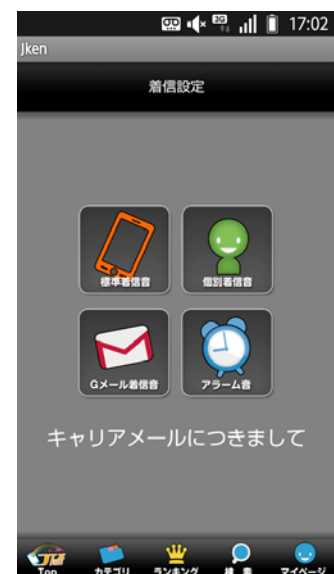 3G
17:02
Jken
着信設定
標準着信音
個別着信音
Gメール着信音
アラーム音
キャリアメールにつきまして
Top
カテゴリ
ランキング
検 索
マイページ